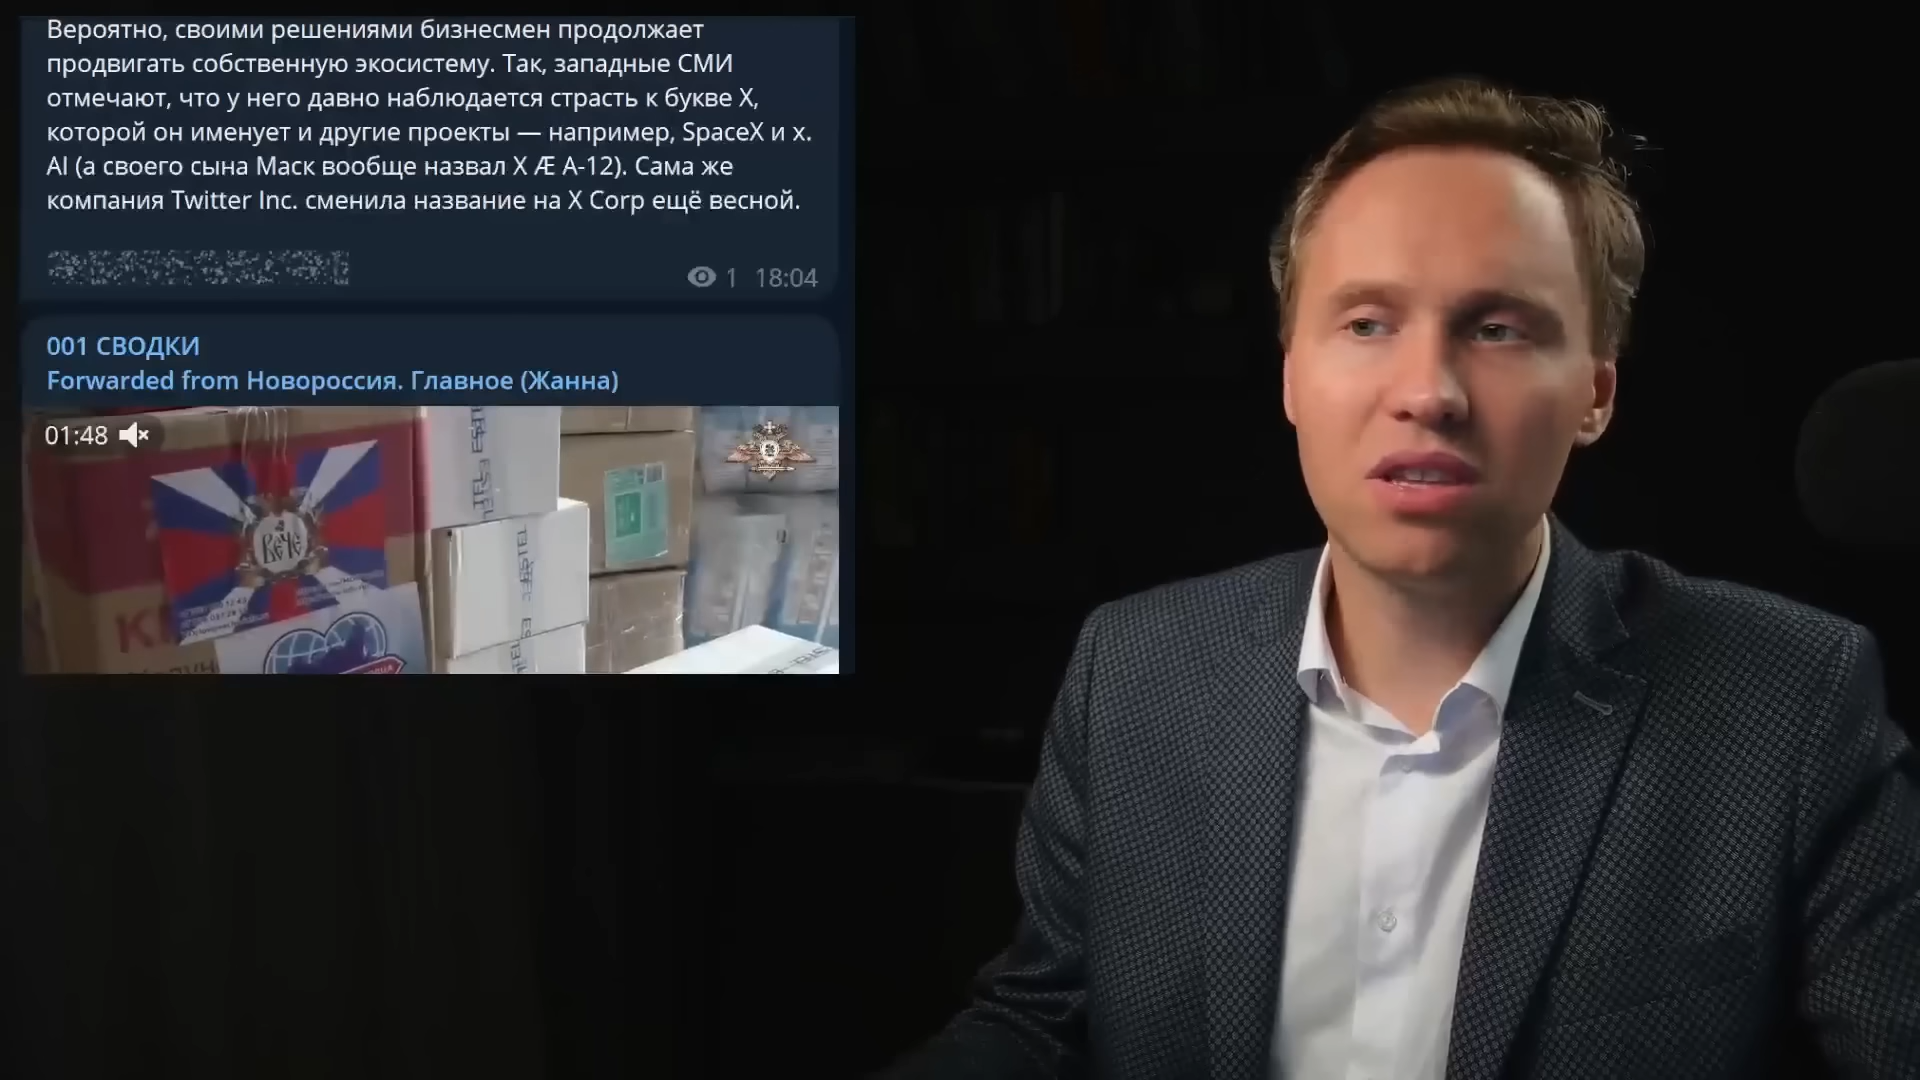 Вероятно, своими решениями бизнесмен продолжает
продвигать собственную экосистему. Так, западные СМИ
отмечают, что у него давно наблюдается страсть к букве X,
которой он именует и другие проекты — например, SpaceX и x.
AI (а своего сына Маск вообще назвал X Æ A-12). Сама же
компания Twitter Inc. сменила название на X Corp ещё весной.
1 18:04
001 СВОДКИ
Forwarded from Новороссия. Главное (Жанна)
01:48
Вече